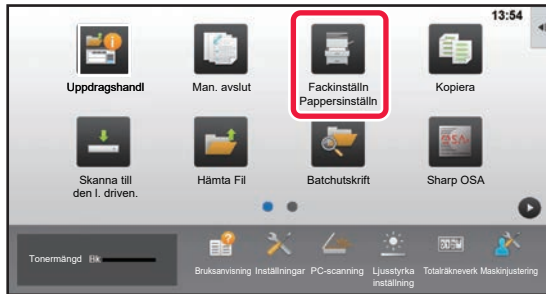 13:54
Uppdragshandl
Man. avslut
Fackinställn
Pappersinställn
Kopiera
Skanna till
den l. driven.
Hämta Fil
Batchutskrift
Sharp OSA
Tonermängd Bk
Bruksanvisning
Inställningar
PC-scanning
Ljusstyrka
inställning
Totalräkneverk
Maskinjustering